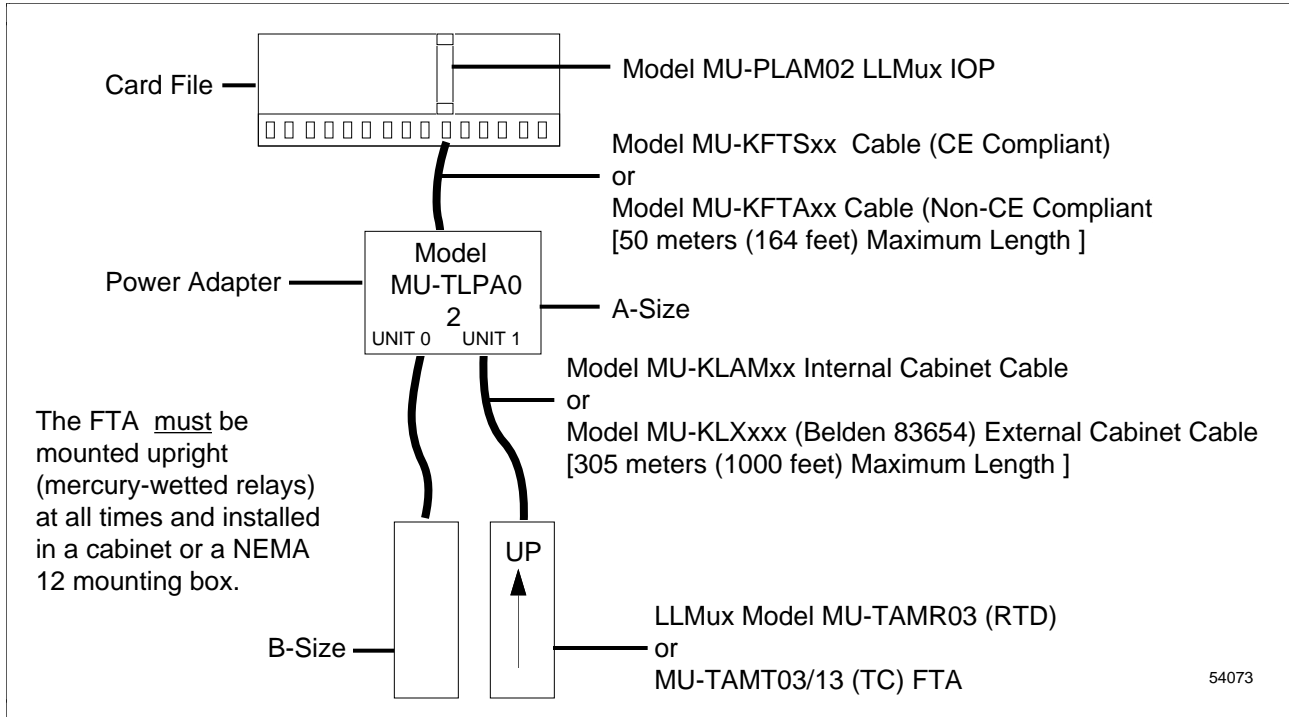 Card File
Model MU-PLAM02 LLMux IOP
Model MU-KFTSxx Cable (CE Compliant)
or
Model MU-KFTAxx Cable (Non-CE Compliant
[50 meters (164 feet) Maximum Length ]
Power Adapter
Model
MU-TLPA0
2
UNIT 0 UNIT 1
A-Size
Model MU-KLAMxx Internal Cabinet Cable
or
Model MU-KLXxxx (Belden 83654) External Cabinet Cable
[305 meters (1000 feet) Maximum Length ]
The FTA must be
mounted upright
(mercury-wetted relays)
at all times and installed
in a cabinet or a NEMA
12 mounting box.
UP
B-Size
LLMux Model MU-TAMR03 (RTD)
or
MU-TAMT03/13 (TC) FTA
54073